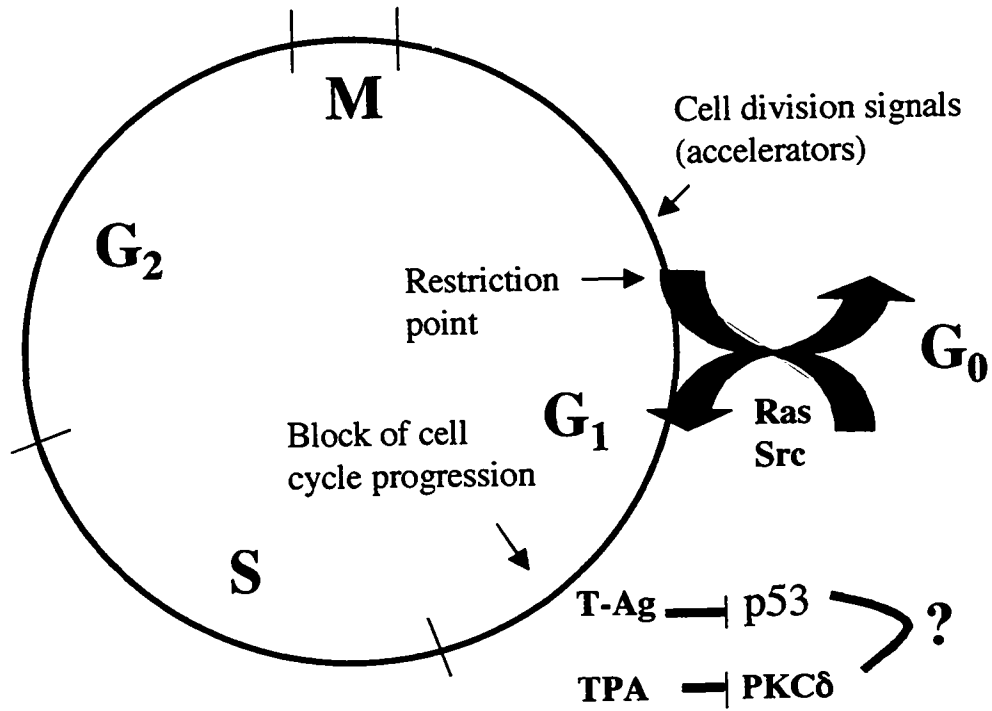 M
Cell division signals
(accelerators)
G₂
Restriction
point
G₀
G₁
Ras
Src
Block of cell
cycle progression
S
T-Ag p53 ?
TPA PKCδ